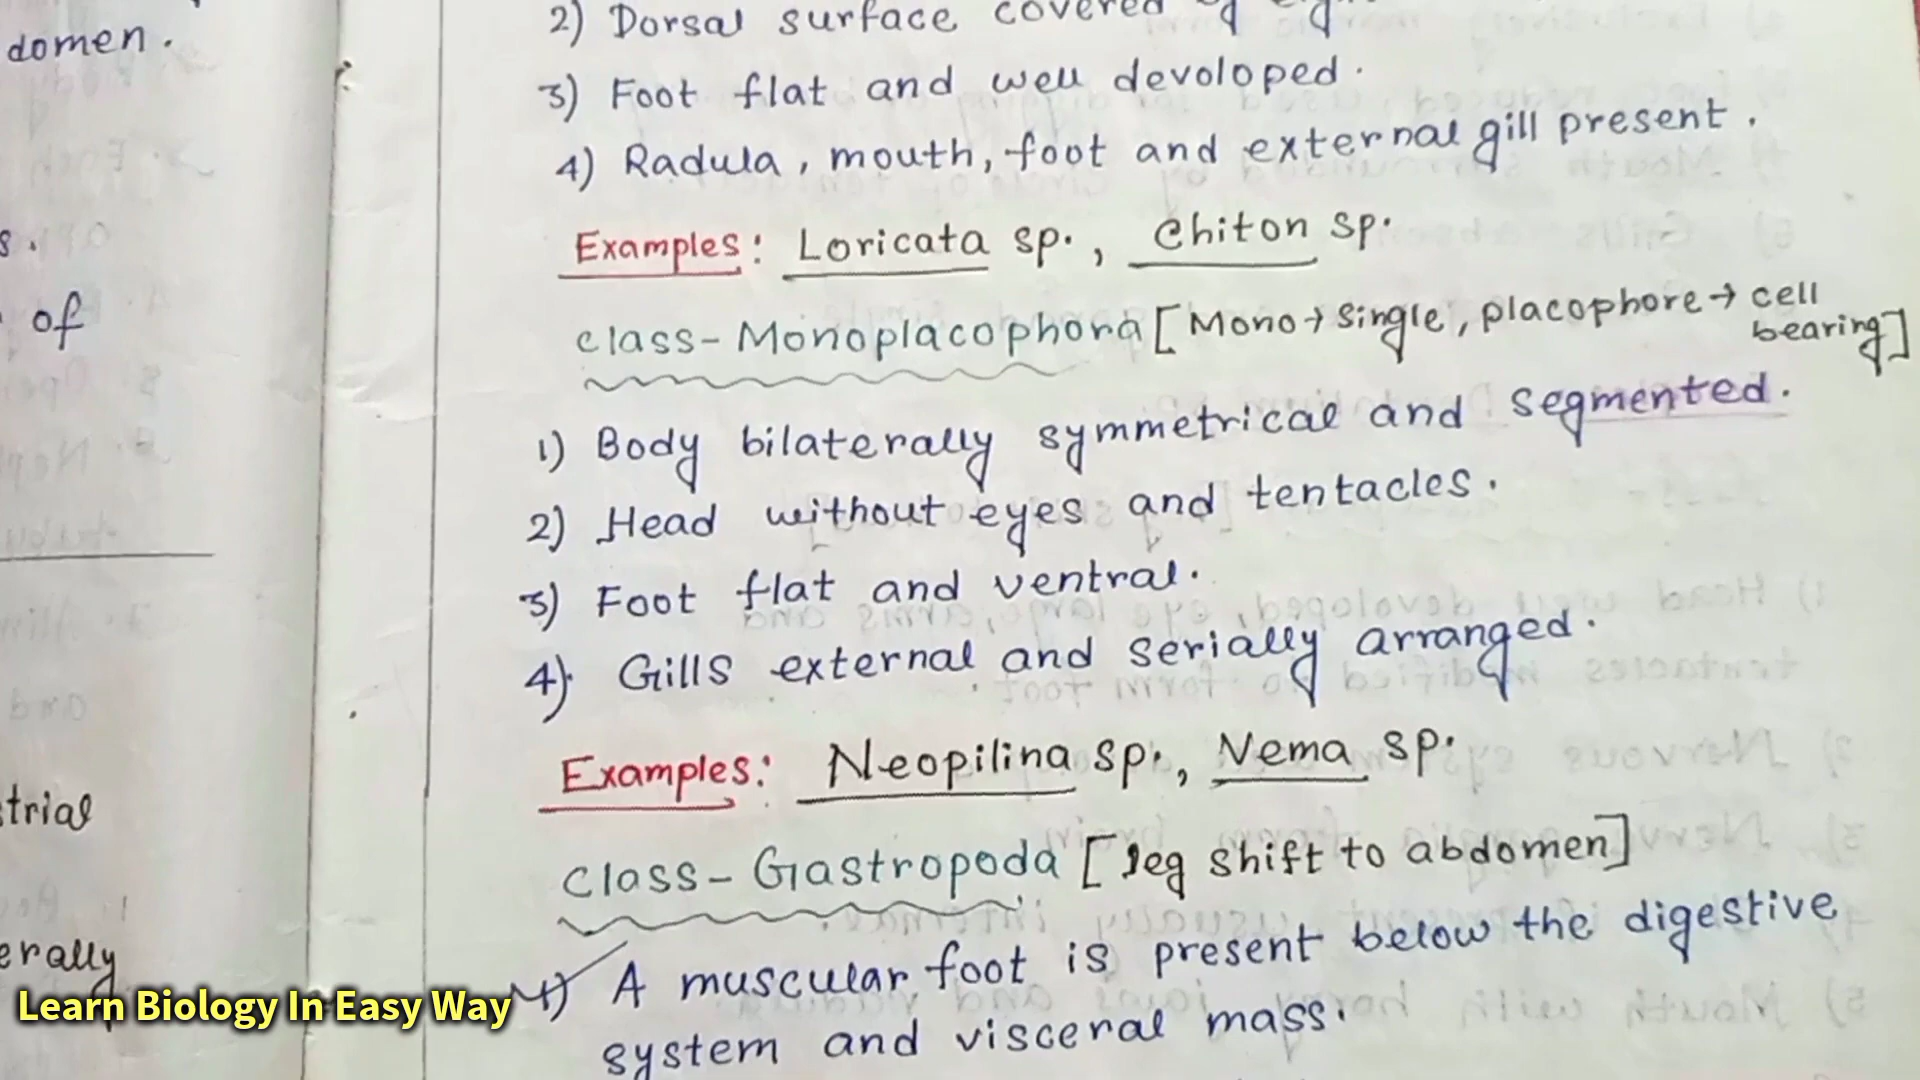 domen.
s.
of
trial
erally
2) Dorsal surface covered
3) Foot flat and well devoloped.
4) Radula, mouth, foot and external gill present.
Examples: Loricata sp., Chiton sp.
class- Monoplacophora [Mono→ Single, placophore→ cell
bearing]
1) Body bilaterally symmetrical and segmented.
2) Head without eyes and tentacles.
3) Foot flat and ventral.
4) Gills external and serially arranged.
Examples: Neopilina sp., Nema sp.
class- Gastropoda [leg shift to abdomen]
1) A muscular foot is present below the digestive
system and visceral mass.
Learn Biology In Easy Way